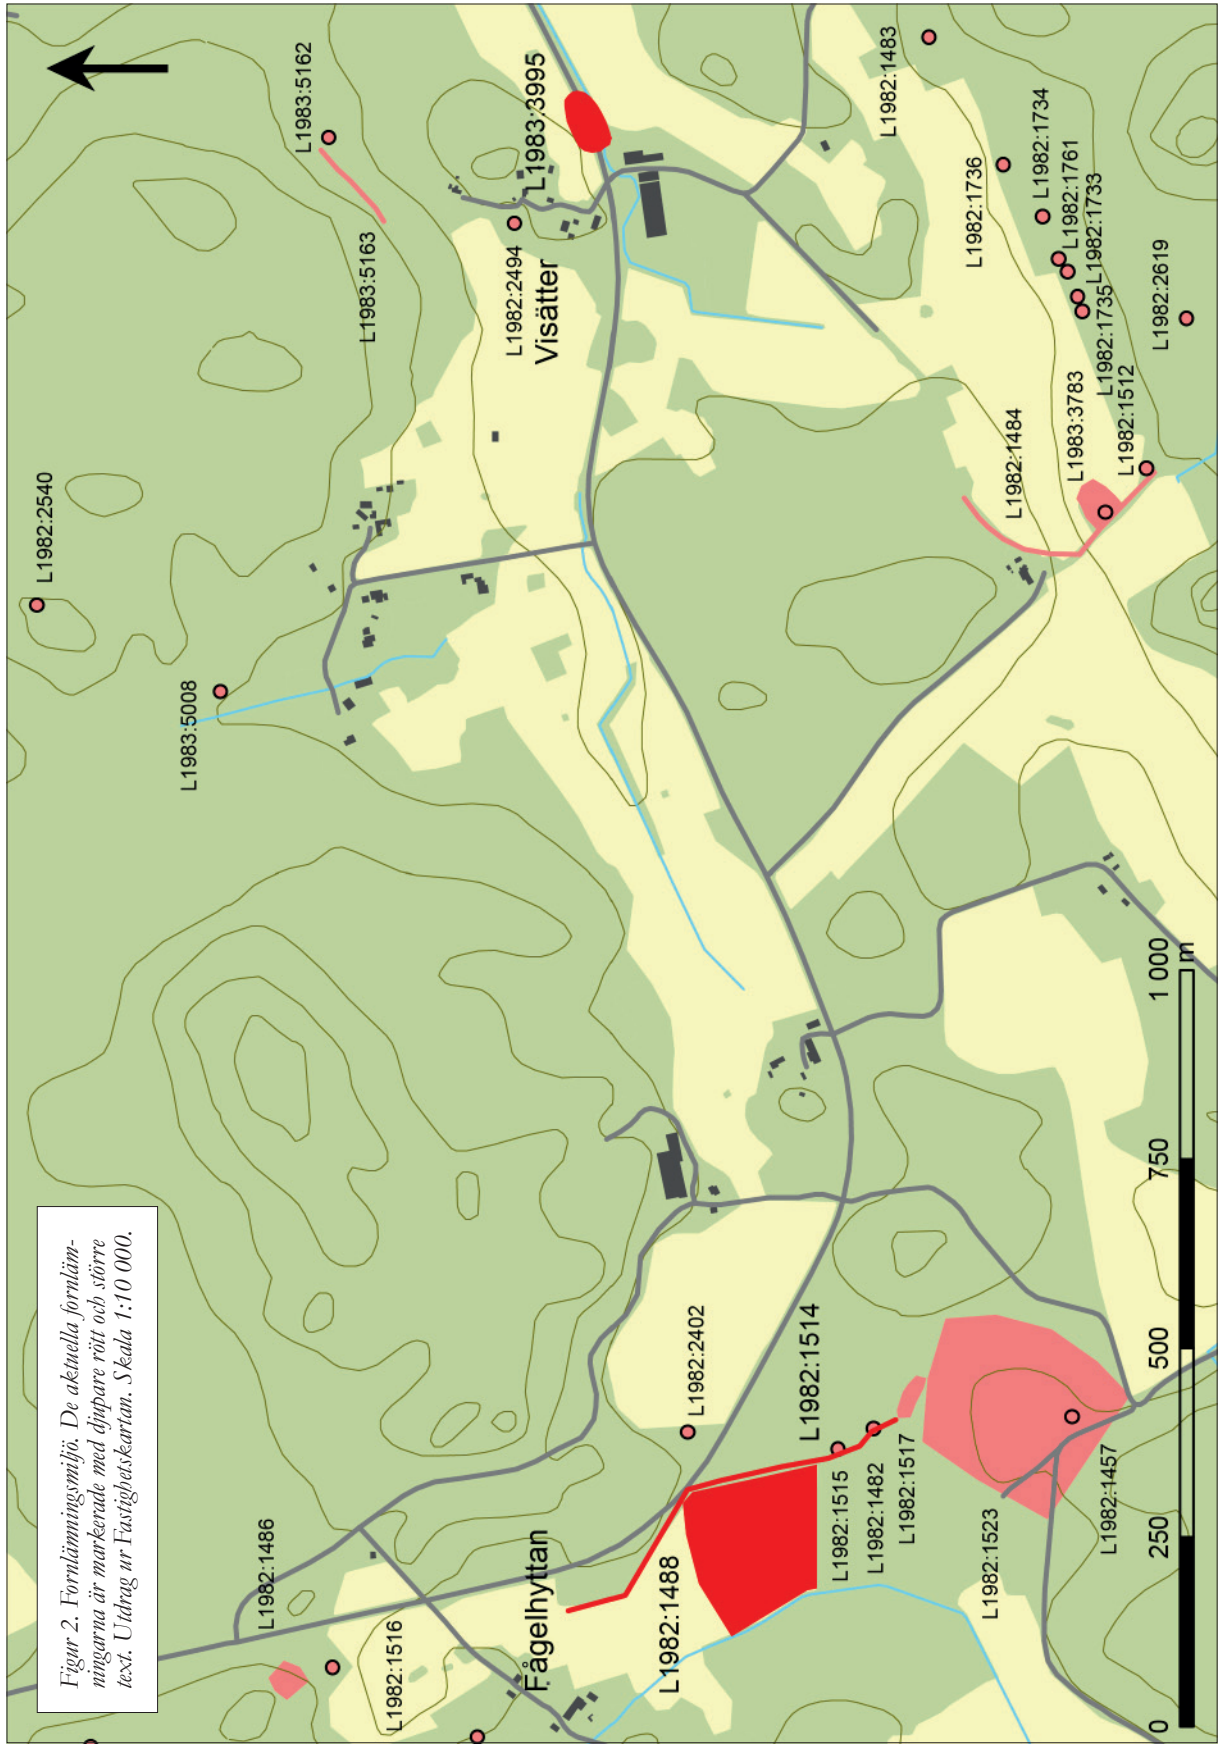 Figur 2. Fornlämningsmiljö. De aktuella fornläm-
ningarna är markerade med djupare rött och större
text. Utdrag ur Fastighetskartan. Skala 1:10 000.
L1982:2540
L1983:5008
L1983:5162
L1983:5163
L1982:1486
L1982:1516
L1982:2494
Visätter
L1983:3995
Fågelhyttan
L1982:1488
L1982:2402
L1982:1514
L1982:1515
L1982:1482
L1982:1517
L1982:1523
L1982:1457
L1982:1483
L1982:1736
L1982:1734
L1982:1761
L1982:1733
L1982:1735
L1982:2619
L1982:1484
L1983:3783
L1982:1512
0
250
500
750
1 000
m